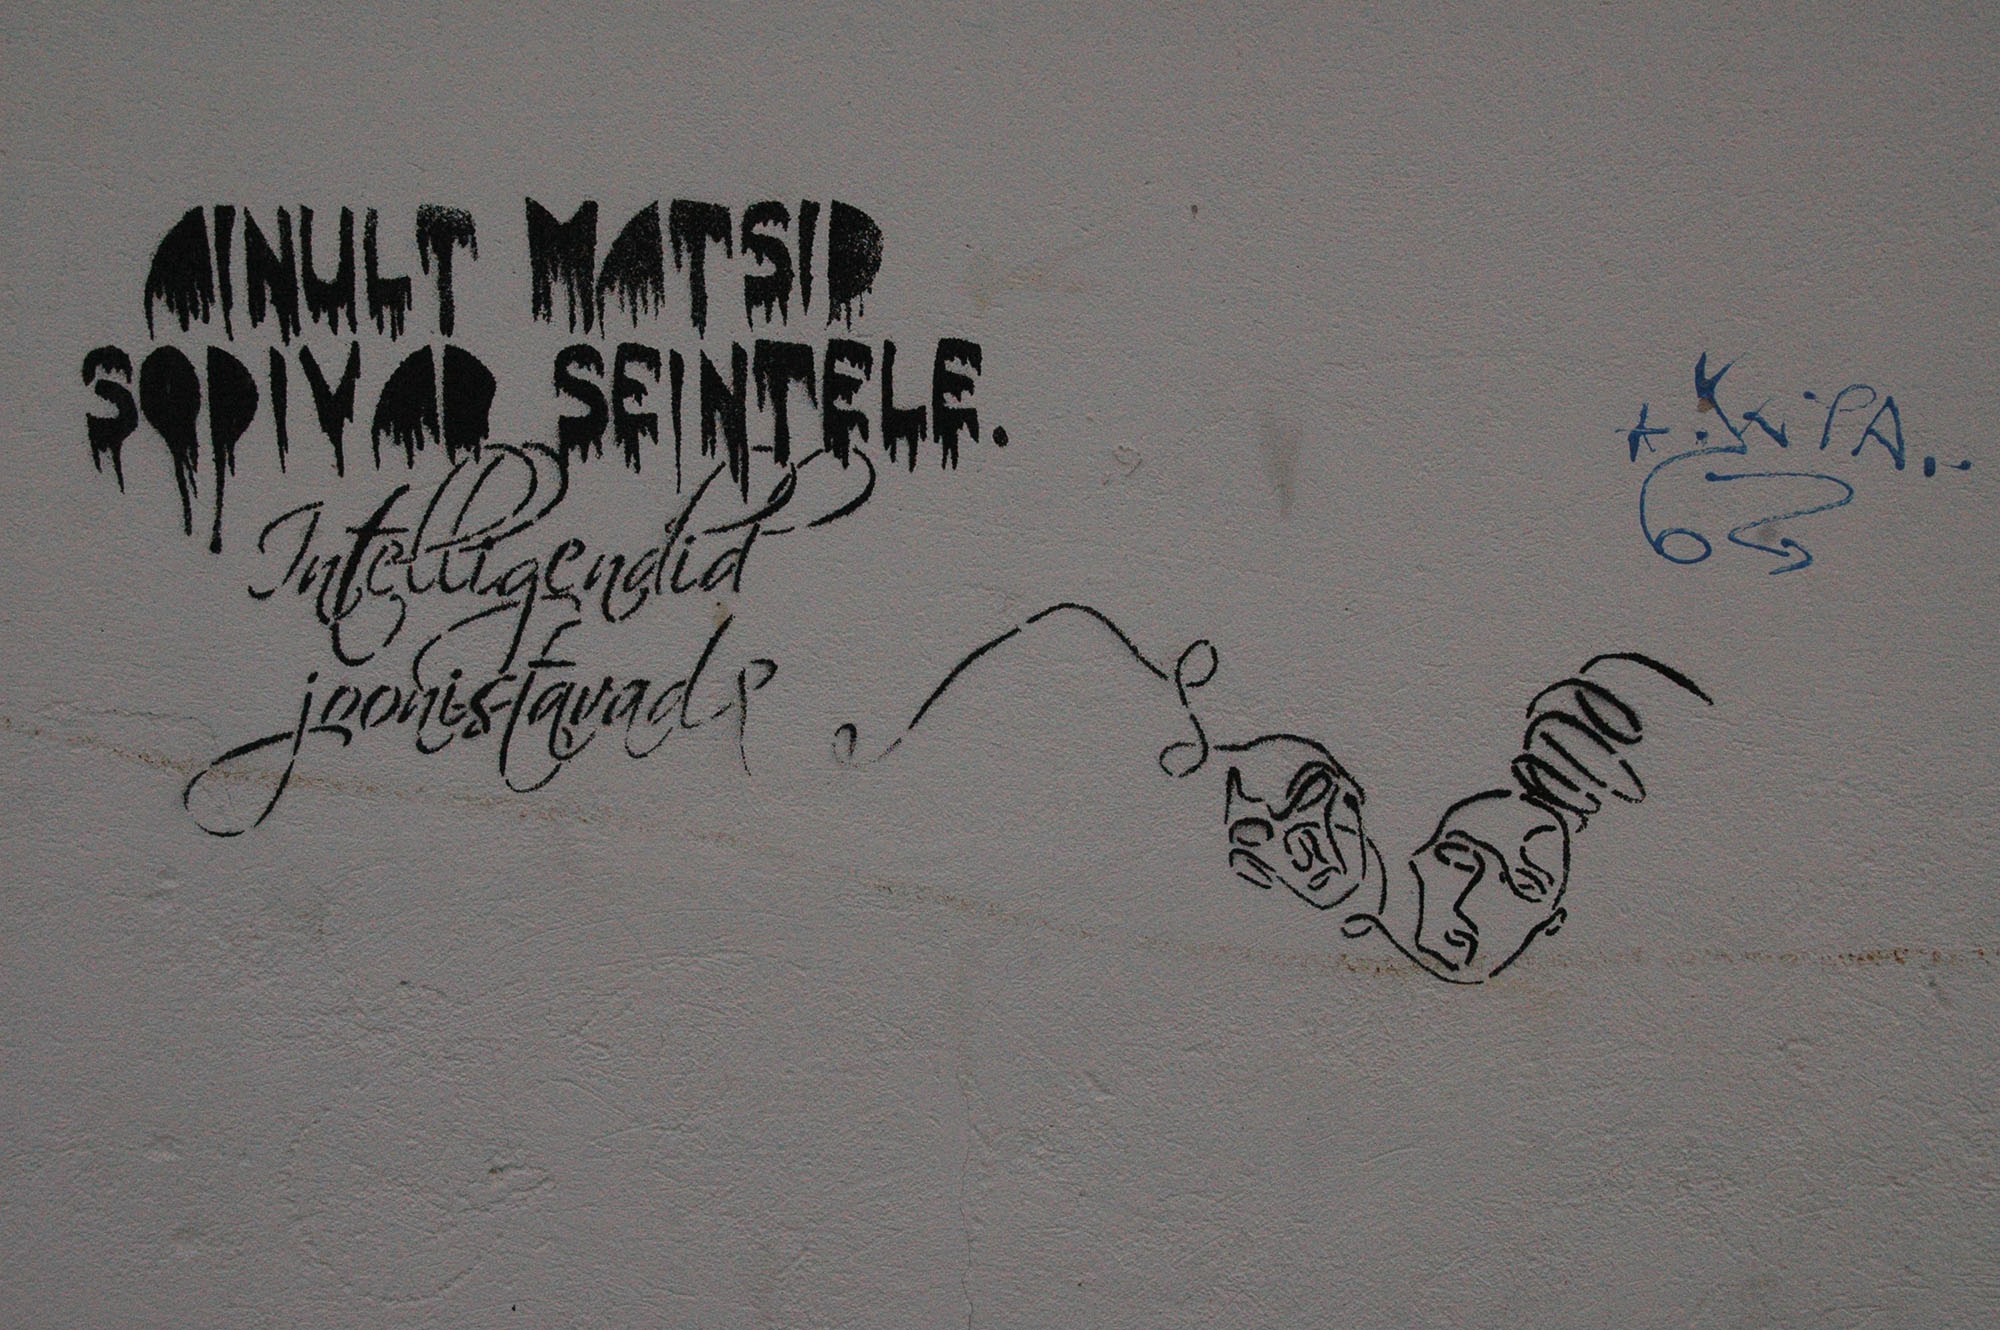 AINULT MATSID
SODIVAD SEINTELE.
Intelligendid
joonistavad